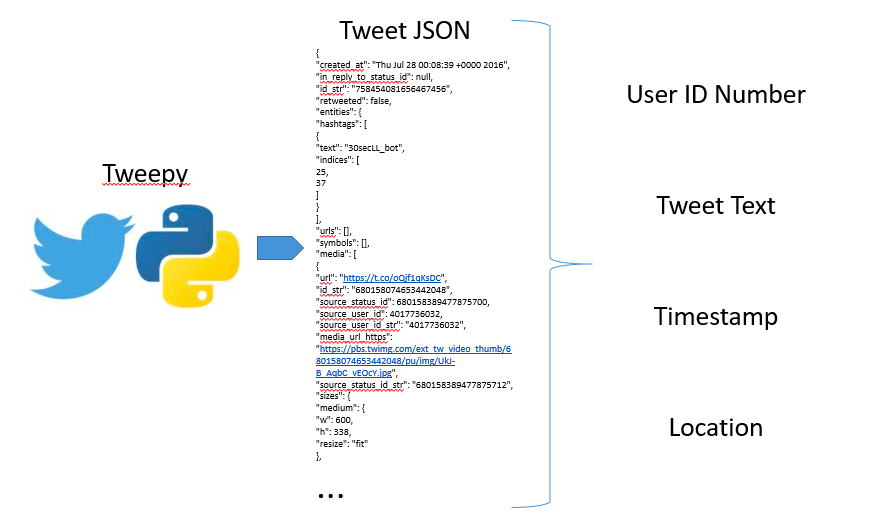 Tweet JSON
{
"created_at": "Thu Jul 28 00:08:39 +0000 2016",
"in_reply_to_status_id": null,
"id_str": "758454081656467456",
"retweeted": false,
"entities": {
"hashtags": [
{
"text": "30secLL_bot",
"indices": [
25,
37
]
}
],
"urls": [],
"symbols": [],
"media": [
{
"url": "https://t.co/oQjf1qKsDC",
"id_str": "680158074653442048",
"source_status_id": 680158389477875700,
"source_user_id": 4017736032,
"source_user_id_str": "4017736032",
"media_url_https":
"https://pbs.twimg.com/ext_tw_video_thumb/6
80158074653442048/pu/img/UkJ-
B_AqbC_vEOcY.jpg",
"source_status_id_str": "680158389477875712",
"sizes": {
"medium": {
"w": 600,
"h": 338,
"resize": "fit"
},
...
Tweepy
User ID Number
Tweet Text
Timestamp
Location